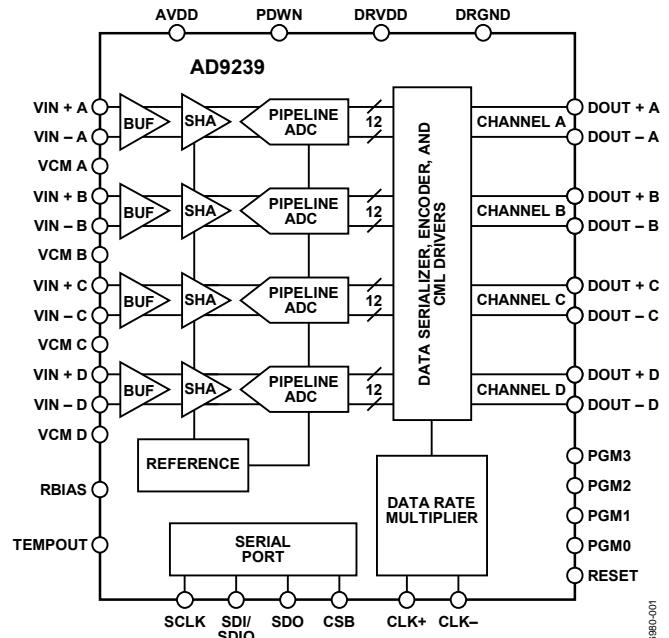 AVDD PDWN DRVDD DRGND
AD9239
VIN + A
VIN – A
BUF
SHA
PIPELINE
ADC
12
CHANNEL A
DOUT + A
DOUT – A
VCM A
VIN + B
VIN – B
BUF
SHA
PIPELINE
ADC
12
CHANNEL B
DOUT + B
DOUT – B
VCM B
VIN + C
VIN – C
BUF
SHA
PIPELINE
ADC
12
CHANNEL C
DOUT + C
DOUT – C
VCM C
VIN + D
VIN – D
BUF
SHA
PIPELINE
ADC
12
CHANNEL D
DOUT + D
DOUT – D
VCM D
DATA SERIALIZER, ENCODER, AND
CML DRIVERS
REFERENCE
RBIAS
TEMPOUT
SERIAL
PORT
DATA RATE
MULTIPLIER
PGM3
PGM2
PGM1
PGM0
RESET
SCLK SDI/ SDO CSB CLK+ CLK–
SDIO